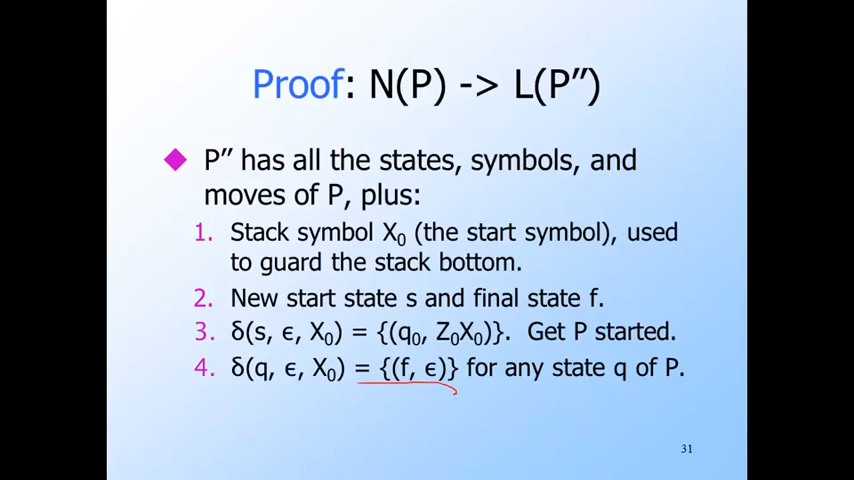 Proof: N(P) -> L(P”)
P” has all the states, symbols, and
moves of P, plus:
1. Stack symbol X₀ (the start symbol), used
to guard the stack bottom.
2. New start state s and final state f.
3. δ(s, ϵ, X₀) = {(q₀, Z₀X₀)}. Get P started.
4. δ(q, ϵ, X₀) = {(f, ϵ)} for any state q of P.
31